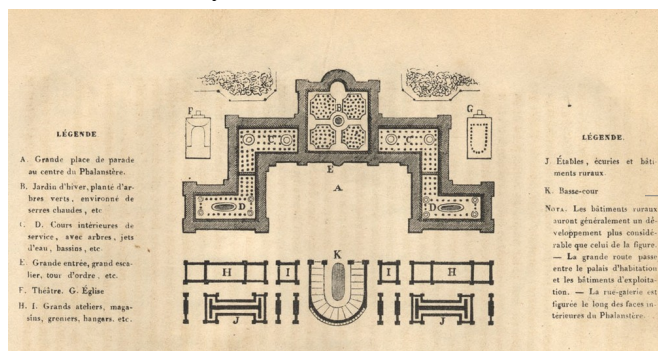 LÉGENDE
A. Grande place de parade
au centre du Phalanstère.
B. Jardin d'hiver, planté d'ar-
bres verts, environné de
serres chaudes, etc
C. D. Cours intérieures de
service, avec arbres, jets
d'eau, bassins, etc.
E. Grande entrée, grand esca-
lier, tour d'ordre, etc.
F. Théâtre. G. Église
H. I. Grands ateliers, maga-
sins, greniers, hangars. etc.
F
B
G
C
C
E
A
D
D
K
H
I
I
H
J
J
LÉGENDE.
J. Étables, écuries et bâti-
ments ruraux
K. Basse-cour
NOTA. Les bâtiments ruraux
auront généralement un dé-
veloppement plus considé-
rable que celui de la figure.
— La grande route passe
entre le palais d'habitation
et les bâtiments d'exploita-
tion. — La rue-galerie est
figurée le long des faces in-
térieures du Phalanstère.